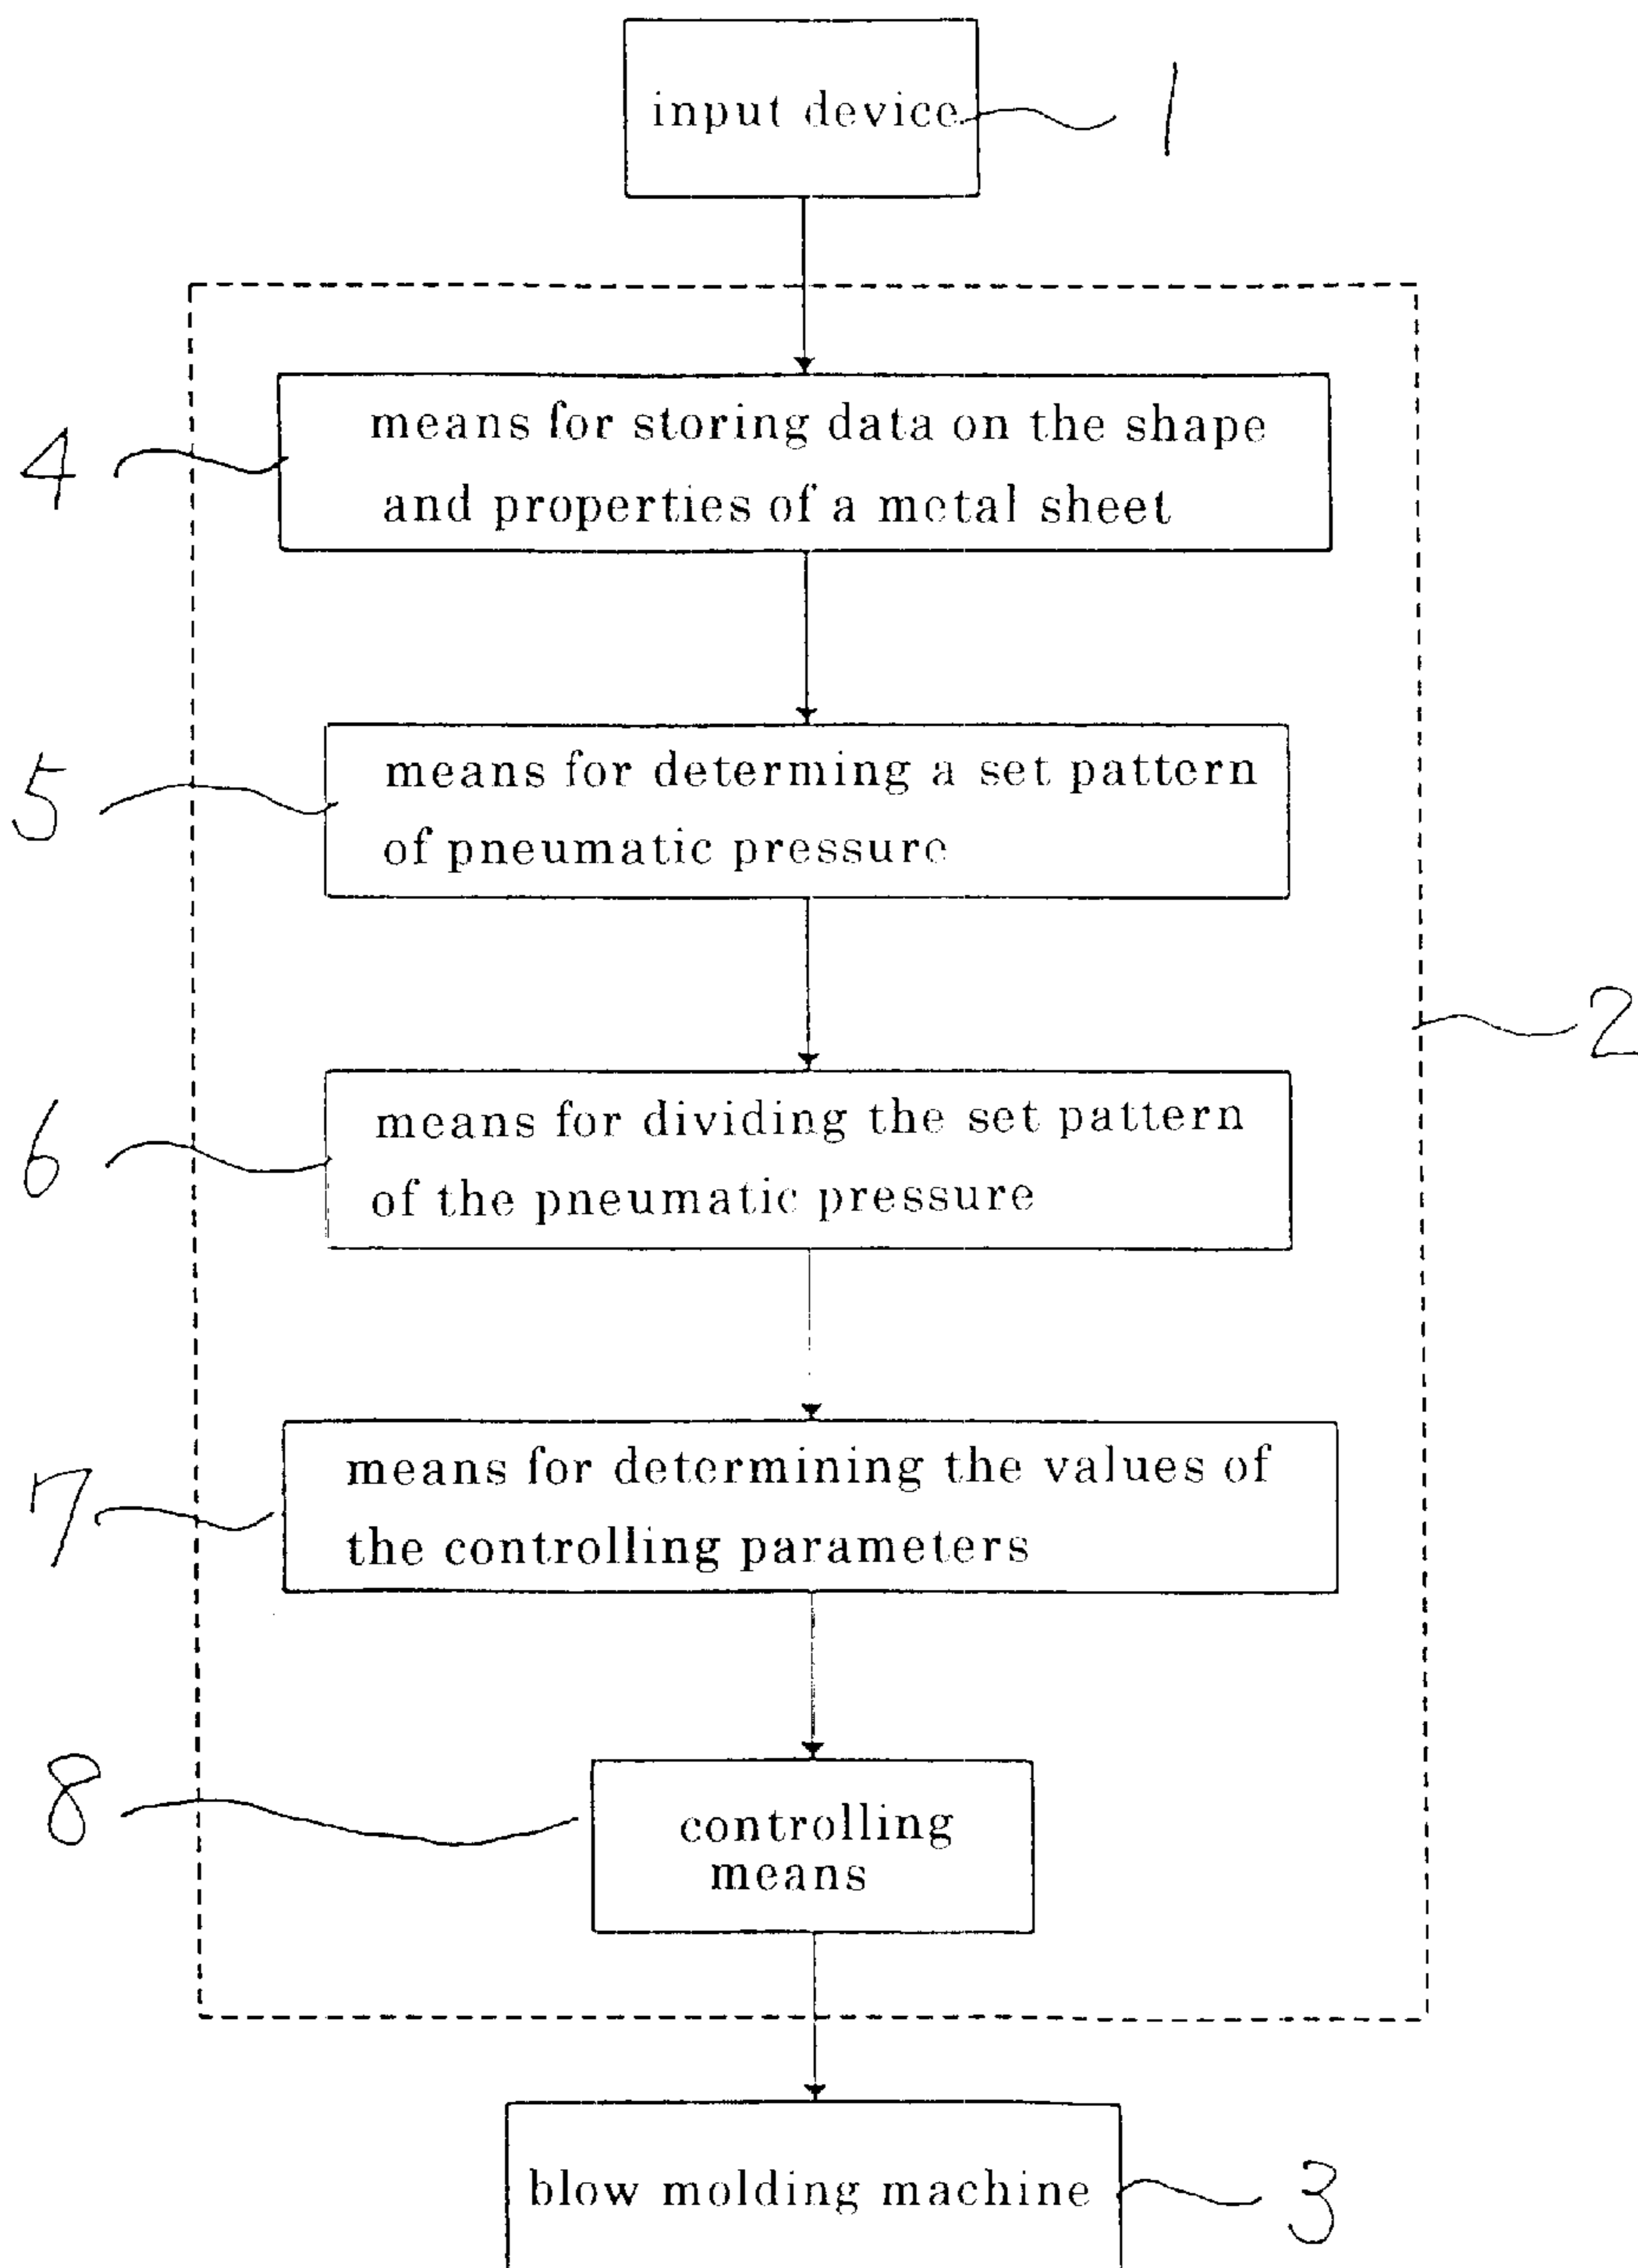 input device
1
4
means for storing data on the shape
and properties of a metal sheet
5
means for determing a set pattern
of pneumatic pressure
2
6
means for dividing the set pattern
of the pneumatic pressure
7
means for determining the values of
the controlling parameters
8
controlling
means
blow molding machine
3